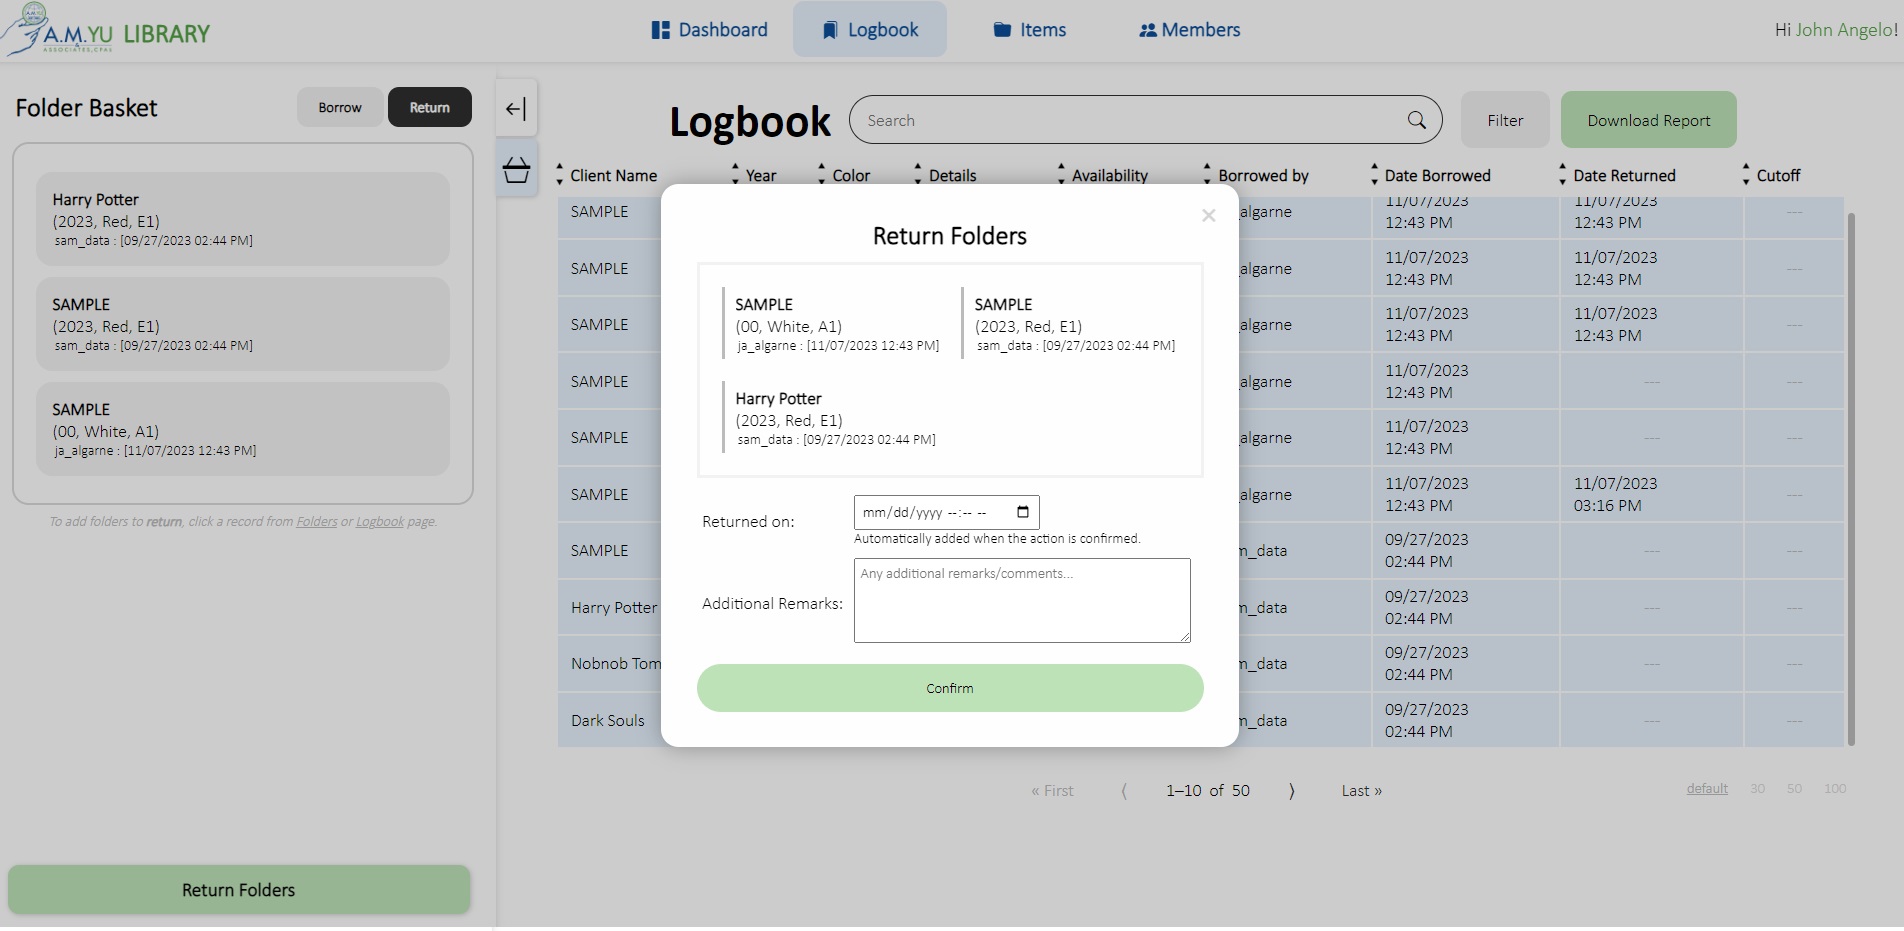 A.M.YU LIBRARY
ASSOCIATES, CPAS
Dashboard
Logbook
Items
Members
Hi John Angelo!
Folder Basket
Borrow
Return
Harry Potter
(2023, Red, E1)
sam_data : [09/27/2023 02:44 PM]
SAMPLE
(2023, Red, E1)
sam_data : [09/27/2023 02:44 PM]
SAMPLE
(00, White, A1)
ja_algarne : [11/07/2023 12:43 PM]
To add folders to return, click a record from Folders or Logbook page.
Return Folders
Logbook
Search
Filter
Download Report
Client Name Year Color Details Availability Borrowed by Date Borrowed Date Returned Cutoff
SAMPLE _algarne 11/07/2023 11/07/2023 ---
12:43 PM 12:43 PM
SAMPLE _algarne 11/07/2023 11/07/2023 ---
12:43 PM 12:43 PM
SAMPLE _algarne 11/07/2023 11/07/2023 ---
12:43 PM 12:43 PM
SAMPLE _algarne 11/07/2023 --- ---
12:43 PM
SAMPLE _algarne 11/07/2023 --- ---
12:43 PM
SAMPLE _algarne 11/07/2023 11/07/2023 ---
12:43 PM 03:16 PM
SAMPLE m_data 09/27/2023 --- ---
02:44 PM
Harry Potter m_data 09/27/2023 --- ---
02:44 PM
Nobnob Tom m_data 09/27/2023 --- ---
02:44 PM
Dark Souls m_data 09/27/2023 --- ---
02:44 PM
« First ⟨ 1–10 of 50 ⟩ Last »
default 30 50 100
×
Return Folders
SAMPLE
(00, White, A1)
ja_algarne : [11/07/2023 12:43 PM]
SAMPLE
(2023, Red, E1)
sam_data : [09/27/2023 02:44 PM]
Harry Potter
(2023, Red, E1)
sam_data : [09/27/2023 02:44 PM]
Returned on:
mm/dd/yyyy --:-- --
Automatically added when the action is confirmed.
Additional Remarks:
Any additional remarks/comments...
Confirm